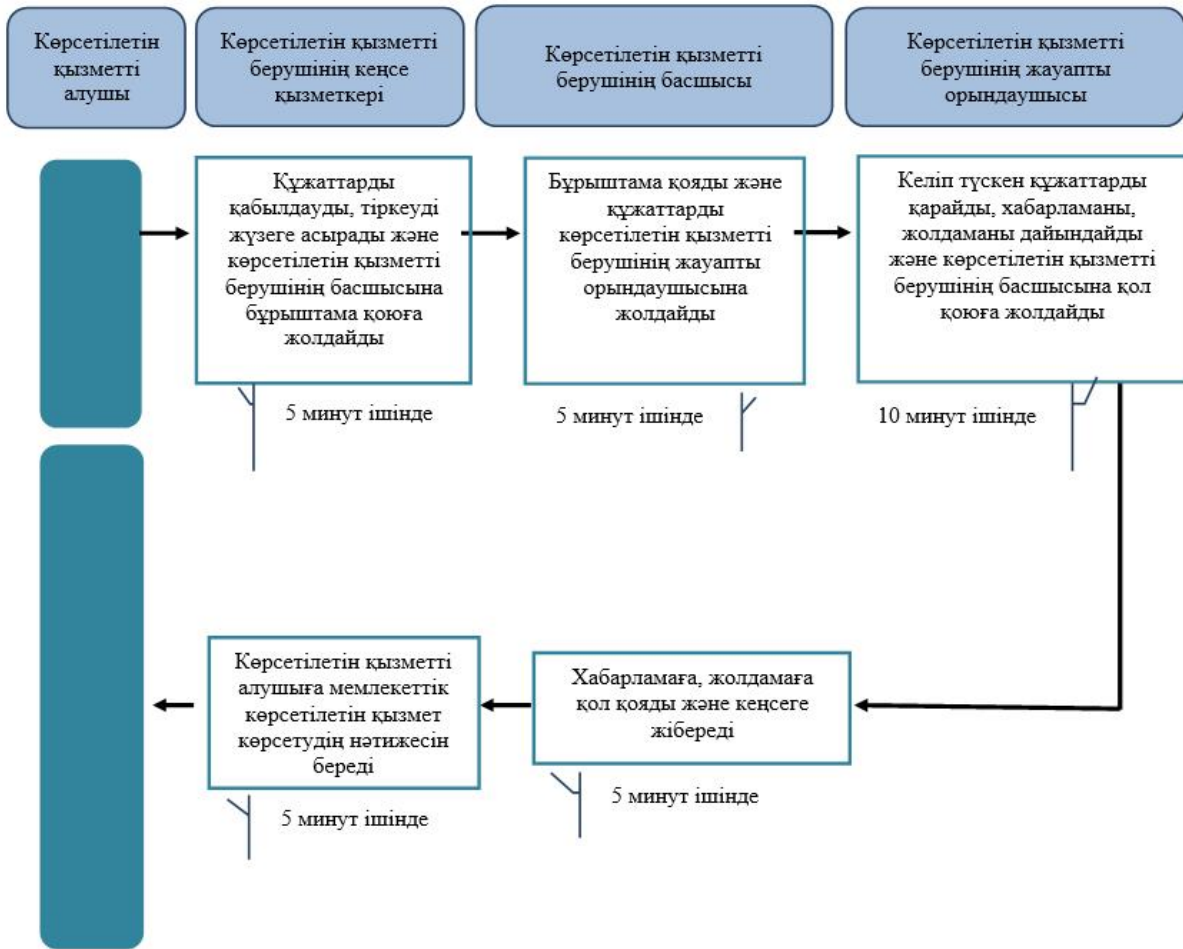 Көрсетілетін
қызметті
алушы
Көрсетілетін қызметті
берушінің кеңсе
қызметкері
Көрсетілетін қызметті
берушінің басшысы
Көрсетілетін қызметті
берушінің жауапты
орындаушысы
Құжаттарды
қабылдауды, тіркеуді
жүзеге асырады және
көрсетілетін қызметті
берушінің басшысына
бұрыштама қоюға
жолдайды
Бұрыштама қояды және
құжаттарды
көрсетілетін қызметті
берушінің жауапты
орындаушысына
жолдайды
Келіп түскен құжаттарды
қарайды, хабарламаны,
жолдаманы дайындайды
және көрсетілетін қызметті
берушінің басшысына қол
қоюға жолдайды
5 минут ішінде
5 минут ішінде
10 минут ішінде
Көрсетілетін қызметті
алушыға мемлекеттік
көрсетілетін қызмет
көрсетудің нәтижесін
береді
Хабарламаға, жолдамаға
қол қояды және кеңсеге
жібереді
5 минут ішінде
5 минут ішінде